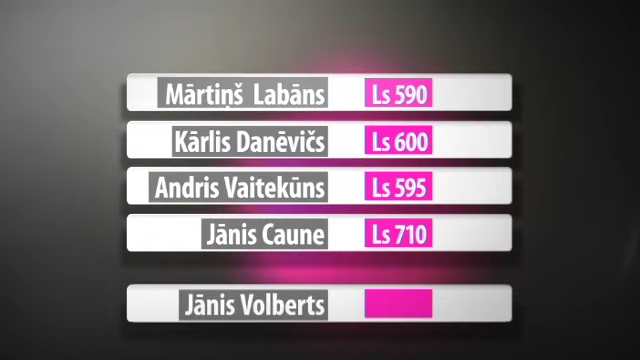 Mārtiņš Labāns Ls 590
Kārlis Danēvičs Ls 600
Andris Vaitekūns Ls 595
Jānis Caune Ls 710
Jānis Volberts